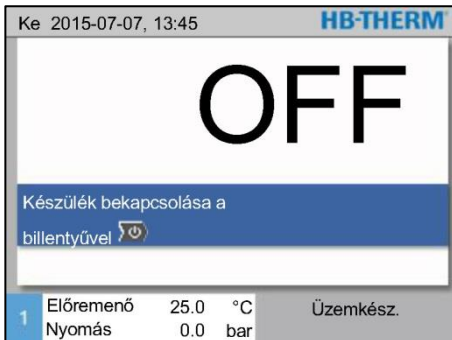 Ke 2015-07-07, 13:45 HB-THERM
OFF
Készülék bekapcsolása a
billentyűvel
Előremenő 25.0 °C Üzemkész.
1
Nyomás 0.0 bar